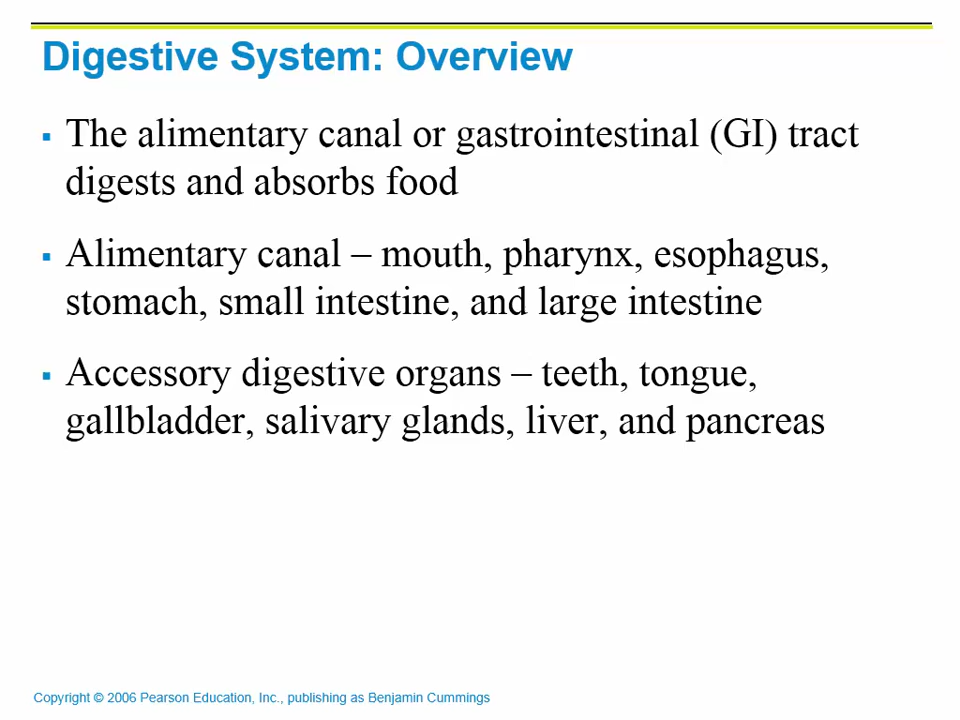 Digestive System: Overview
▪ The alimentary canal or gastrointestinal (GI) tract
digests and absorbs food
▪ Alimentary canal – mouth, pharynx, esophagus,
stomach, small intestine, and large intestine
▪ Accessory digestive organs – teeth, tongue,
gallbladder, salivary glands, liver, and pancreas
Copyright © 2006 Pearson Education, Inc., publishing as Benjamin Cummings